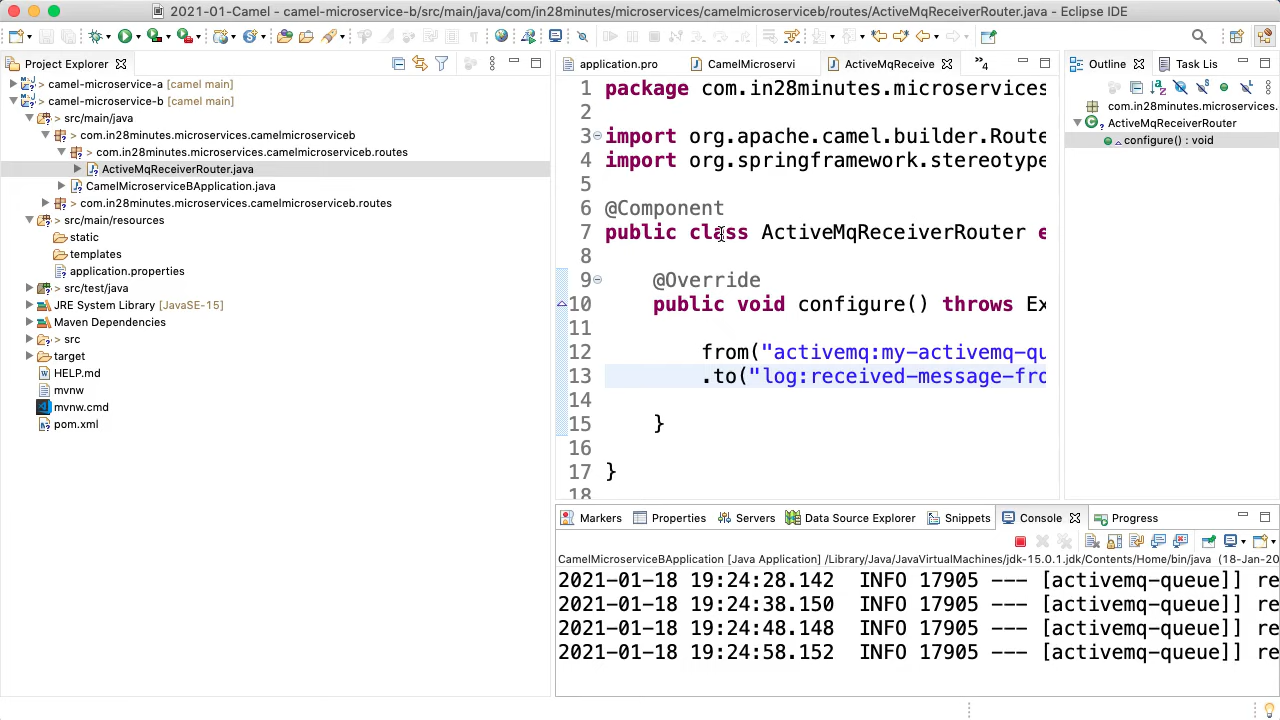 2021-01-Camel - camel-microservice-b/src/main/java/com/in28minutes/microservices/camelmicroserviceb/routes/ActiveMqReceiverRouter.java - Eclipse IDE
Project Explorer
camel-microservice-a [camel main]
> camel-microservice-b [camel main]
> src/main/java
> com.in28minutes.microservices.camelmicroserviceb
> com.in28minutes.microservices.camelmicroserviceb.routes
ActiveMqReceiverRouter.java
CamelMicroserviceBApplication.java
> com.in28minutes.microservices.camelmicroserviceb.routes
> src/main/resources
static
templates
application.properties
> src/test/java
JRE System Library [JavaSE-15]
Maven Dependencies
> src
target
HELP.md
mvnw
mvnw.cmd
pom.xml
application.pro
CamelMicroservi
ActiveMqReceive
4
1 package com.in28minutes.microservices
2
3 import org.apache.camel.builder.Route
4 import org.springframework.stereotype
5
6 @Component
7 public class ActiveMqReceiverRouter e
8
9 @Override
10 public void configure() throws Ex
11
12 from("activemq:my-activemq-qu
13 .to("log:received-message-fro
14
15 }
16
17 }
18
Outline
Task Lis
com.in28minutes.microservices
ActiveMqReceiverRouter
configure() : void
Markers
Properties
Servers
Data Source Explorer
Snippets
Console
Progress
CamelMicroserviceBApplication [Java Application] /Library/Java/JavaVirtualMachines/jdk-15.0.1.jdk/Contents/Home/bin/java (18-Jan-20
2021-01-18 19:24:28.142 INFO 17905 --- [activemq-queue]] re
2021-01-18 19:24:38.150 INFO 17905 --- [activemq-queue]] re
2021-01-18 19:24:48.148 INFO 17905 --- [activemq-queue]] re
2021-01-18 19:24:58.152 INFO 17905 --- [activemq-queue]] re